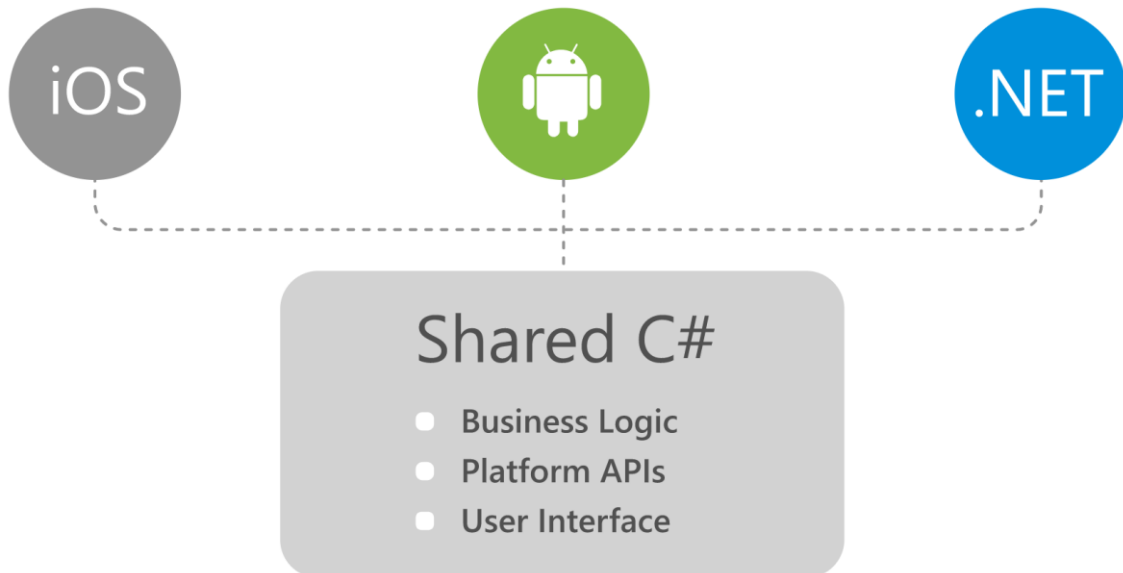 iOS
.NET
Shared C#
Business Logic
Platform APIs
User Interface